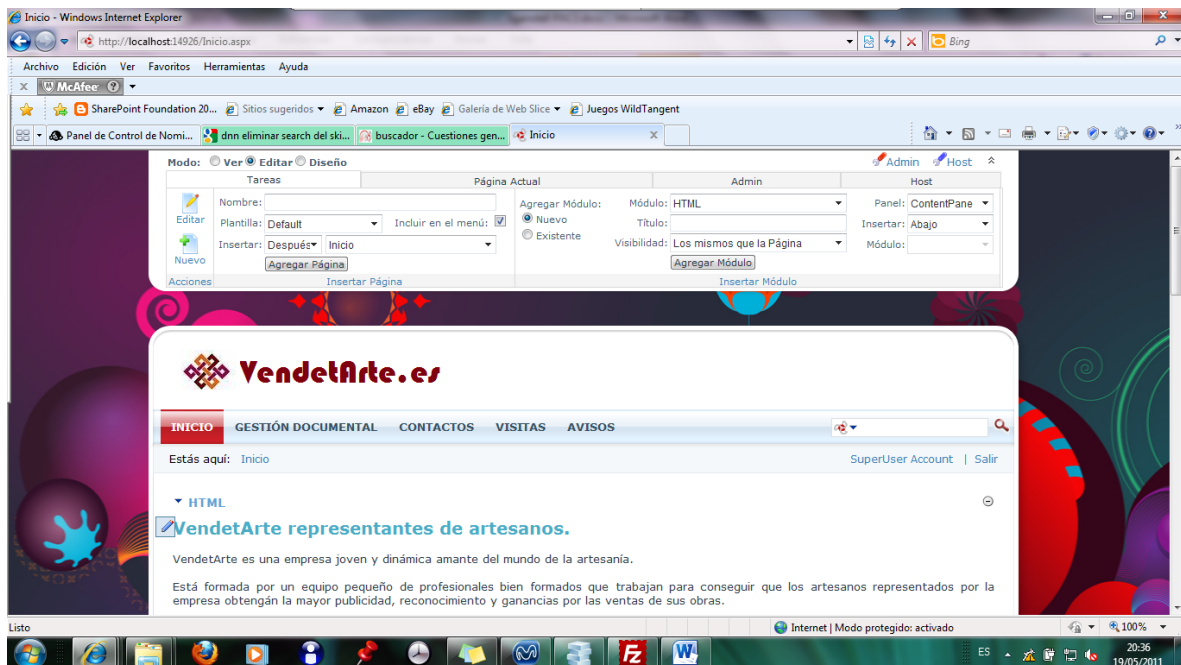 Inicio - Windows Internet Explorer
http://localhost:14926/Inicio.aspx
Bing
Archivo Edición Ver Favoritos Herramientas Ayuda
x McAfee ?
SharePoint Foundation 20... Sitios sugeridos Amazon eBay Galería de Web Slice Juegos WildTangent
Panel de Control de Nomi... dnn eliminar search del ski... buscador - Cuestiones gen... Inicio x
Modo: Ver Editar Diseño Admin Host
Tareas Página Actual Admin Host
Nombre: Agregar Módulo: Módulo: HTML Panel: ContentPane
Editar Plantilla: Default Incluir en el menú: Nuevo Título: Insertar: Abajo
Insertar: Después Inicio Existente Visibilidad: Los mismos que la Página Módulo:
Nuevo Agregar Página Agregar Módulo
Acciones Insertar Página Insertar Módulo
VendetArte.es
INICIO GESTIÓN DOCUMENTAL CONTACTOS VISITAS AVISOS
Estás aquí: Inicio SuperUser Account | Salir
HTML
VendetArte representantes de artesanos.
VendetArte es una empresa joven y dinámica amante del mundo de la artesanía.
Está formada por un equipo pequeño de profesionales bien formados que trabajan para conseguir que los artesanos representados por la
empresa obtengán la mayor publicidad, reconocimiento y ganancias por las ventas de sus obras.
Listo Internet | Modo protegido: activado 100%
ES 20:36
19/05/2011